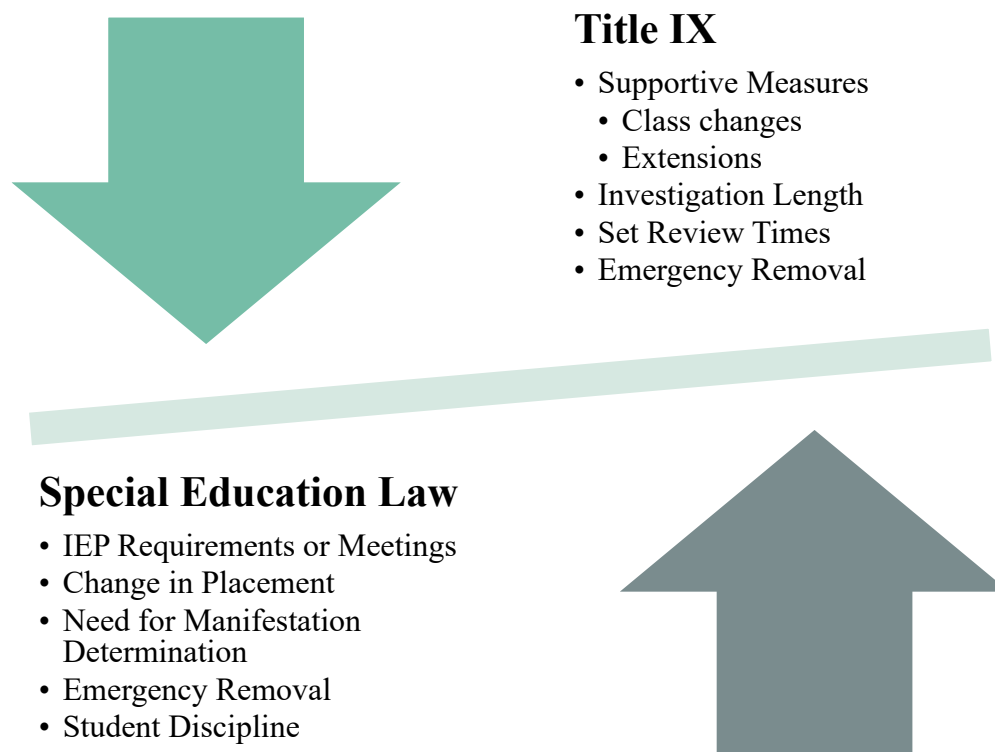 Title IX
• Supportive Measures
• Class changes
• Extensions
• Investigation Length
• Set Review Times
• Emergency Removal
Special Education Law
• IEP Requirements or Meetings
• Change in Placement
• Need for Manifestation
Determination
• Emergency Removal
• Student Discipline